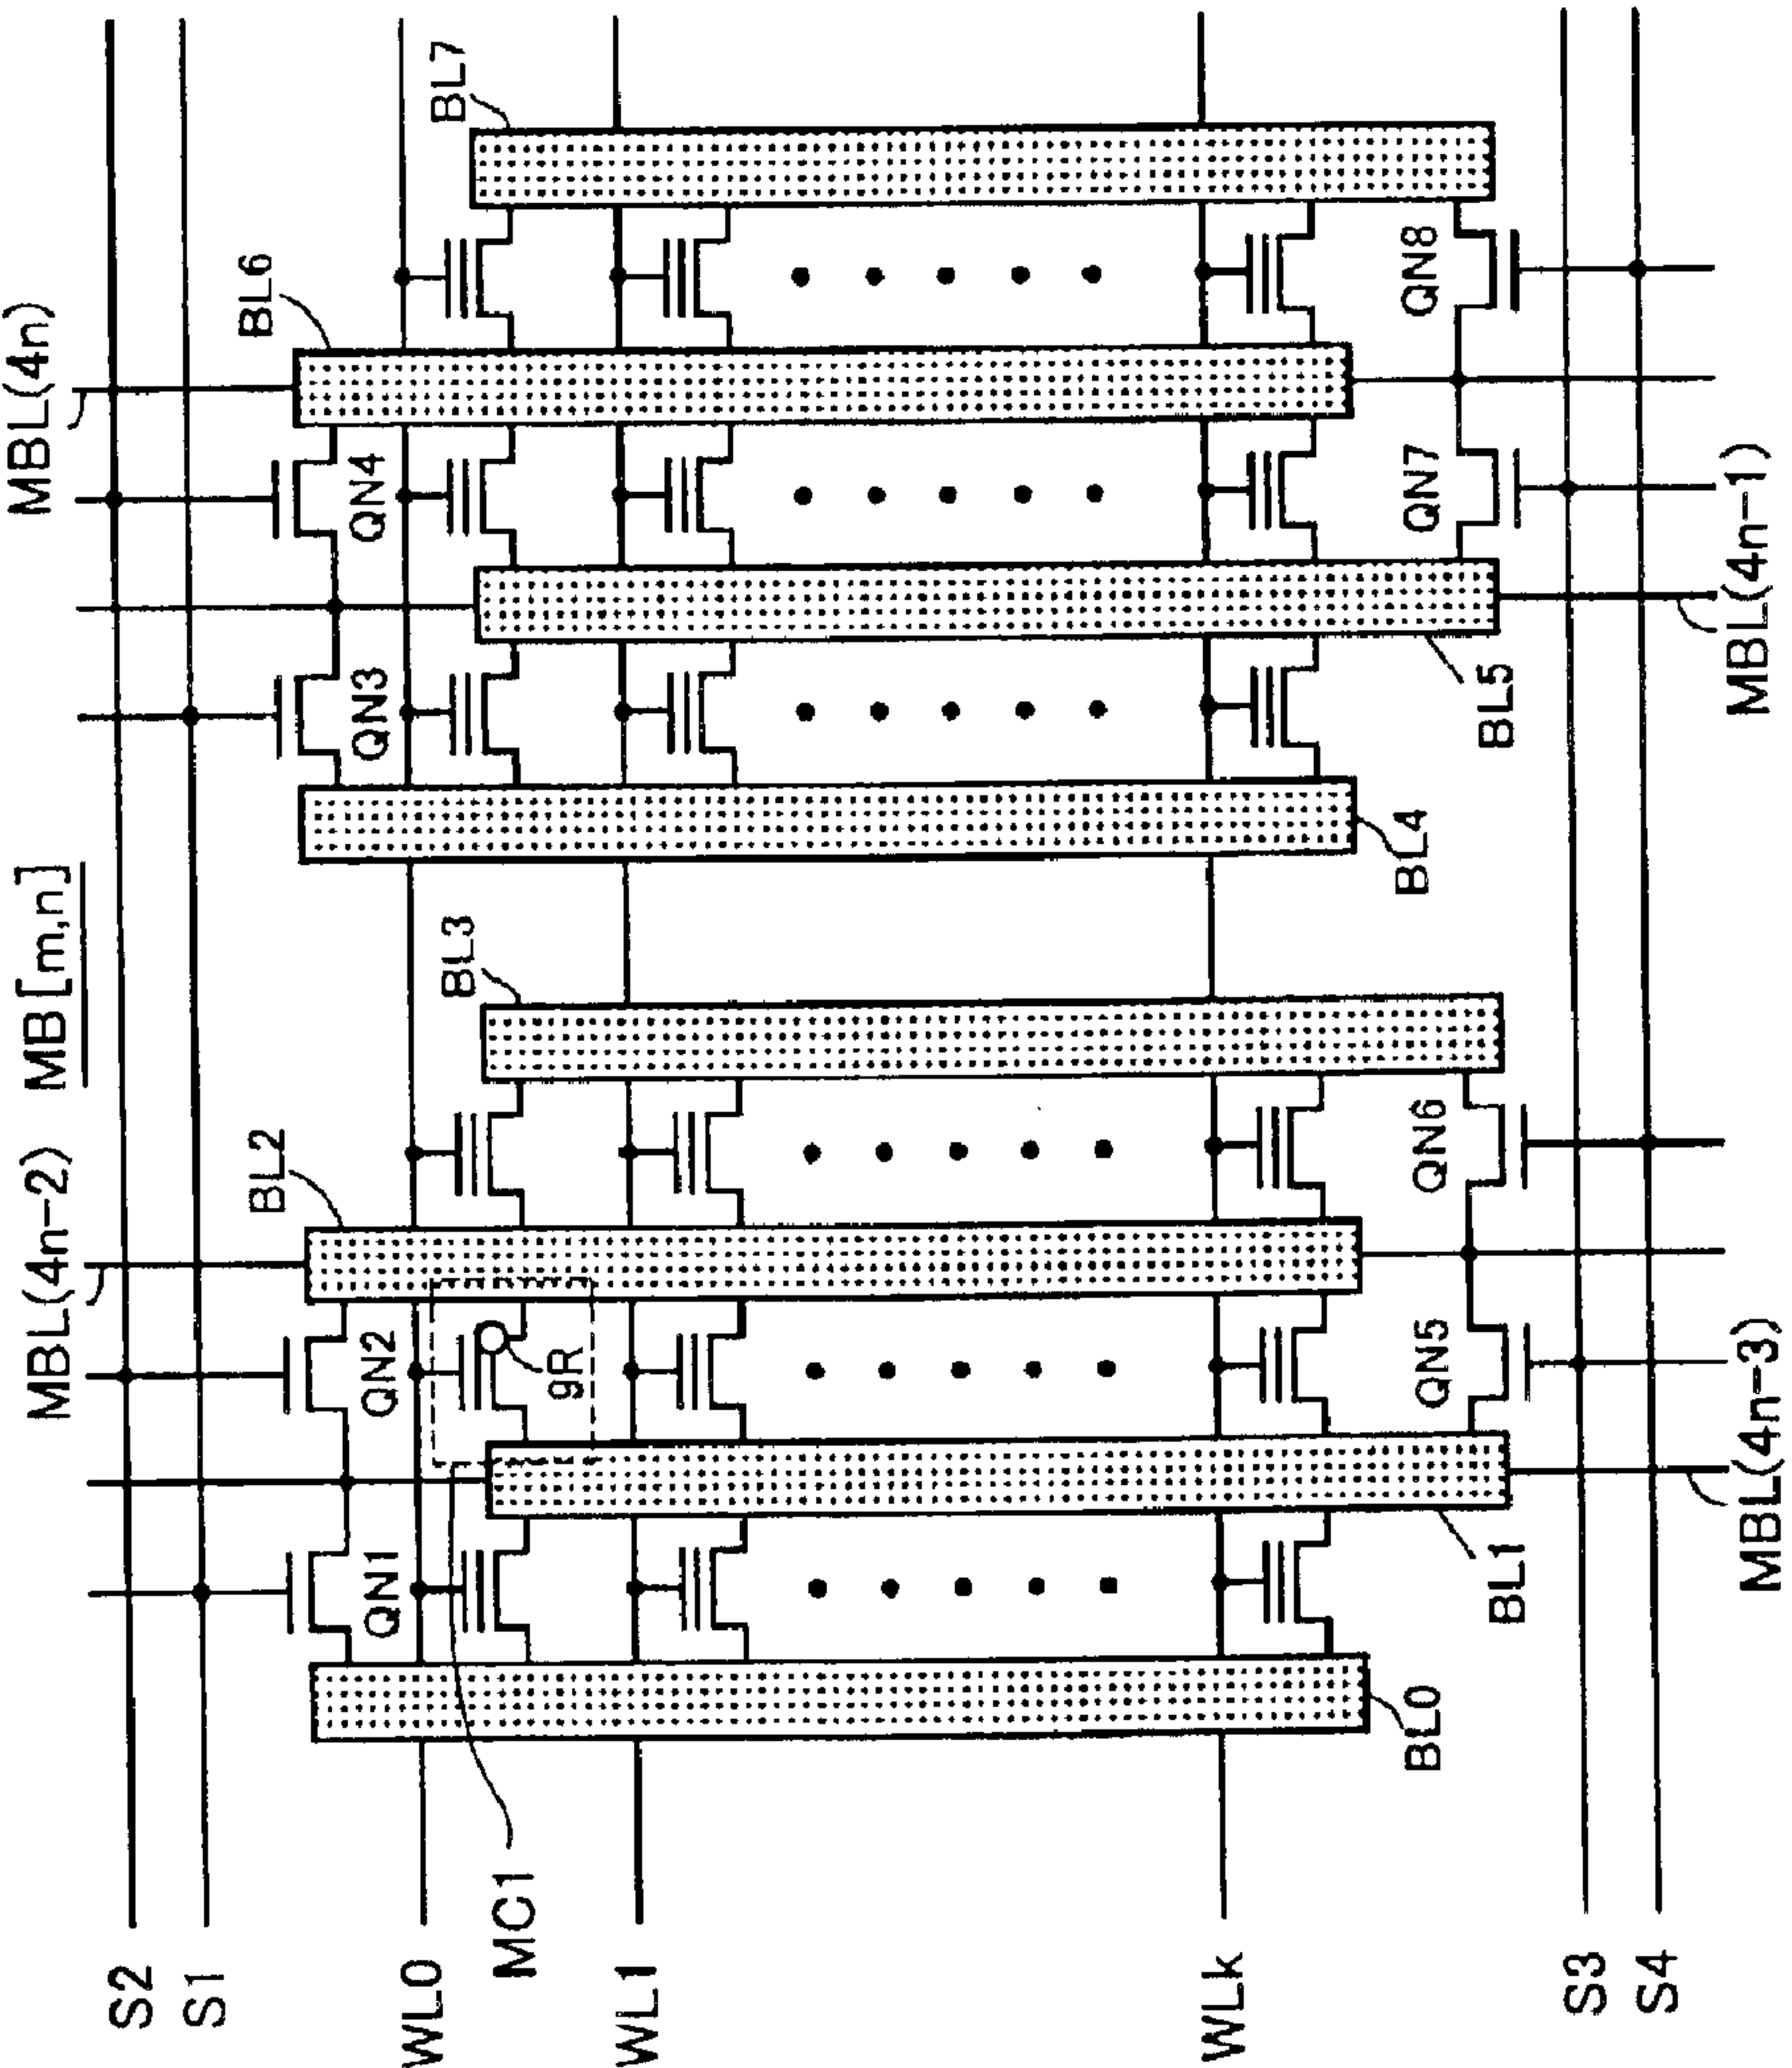 MBL(4n-2)
MB[m,n]
MBL(4n)
S2
S1
BL2
BL6
QN1
QN2
QN3
QN4
WL0
BL3
BL7
MC1
9R
WL1
WLk
BL0
QN5
QN6
BL4
QN7
QN8
BL1
BL5
S3
S4
MBL(4n-3)
MBL(4n-1)